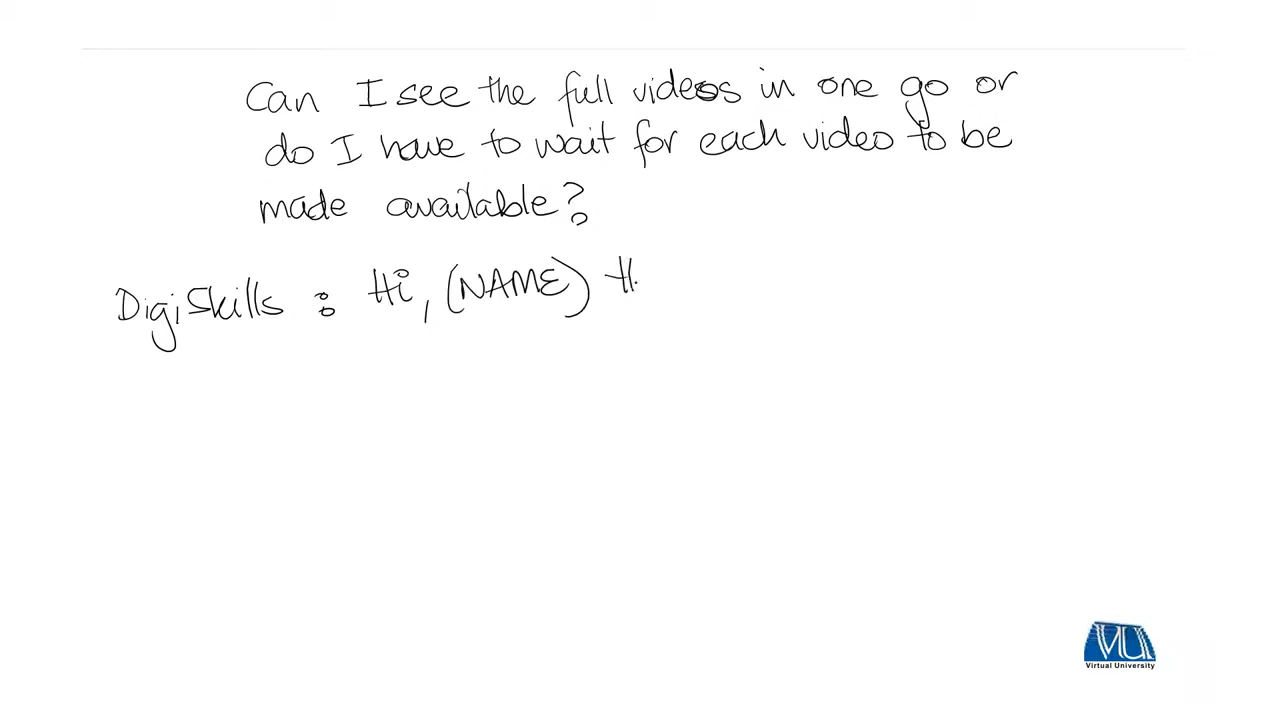 Can I see the full videos in one go or
do I have to wait for each video to be
made available?
DigiSkills : Hi, (NAME)
VU
Virtual University